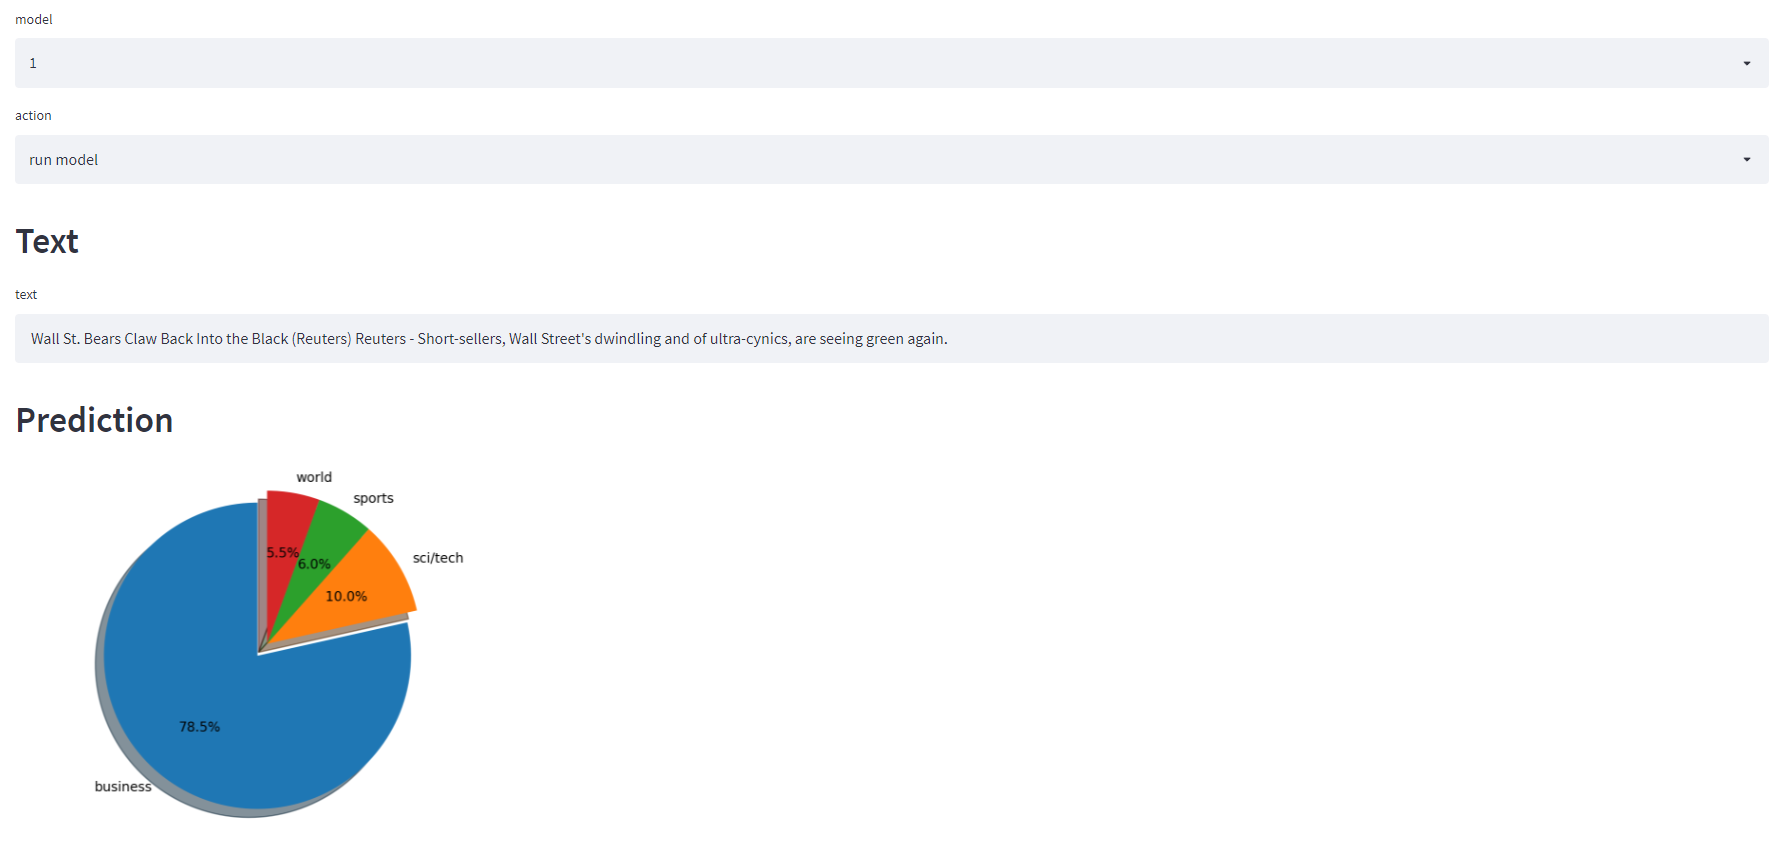 model
1
action
run model
Text
text
Wall St. Bears Claw Back Into the Black (Reuters) Reuters - Short-sellers, Wall Street's dwindling and of ultra-cynics, are seeing green again.
Prediction
world
sports
sci/tech
5.5%
6.0%
10.0%
78.5%
business